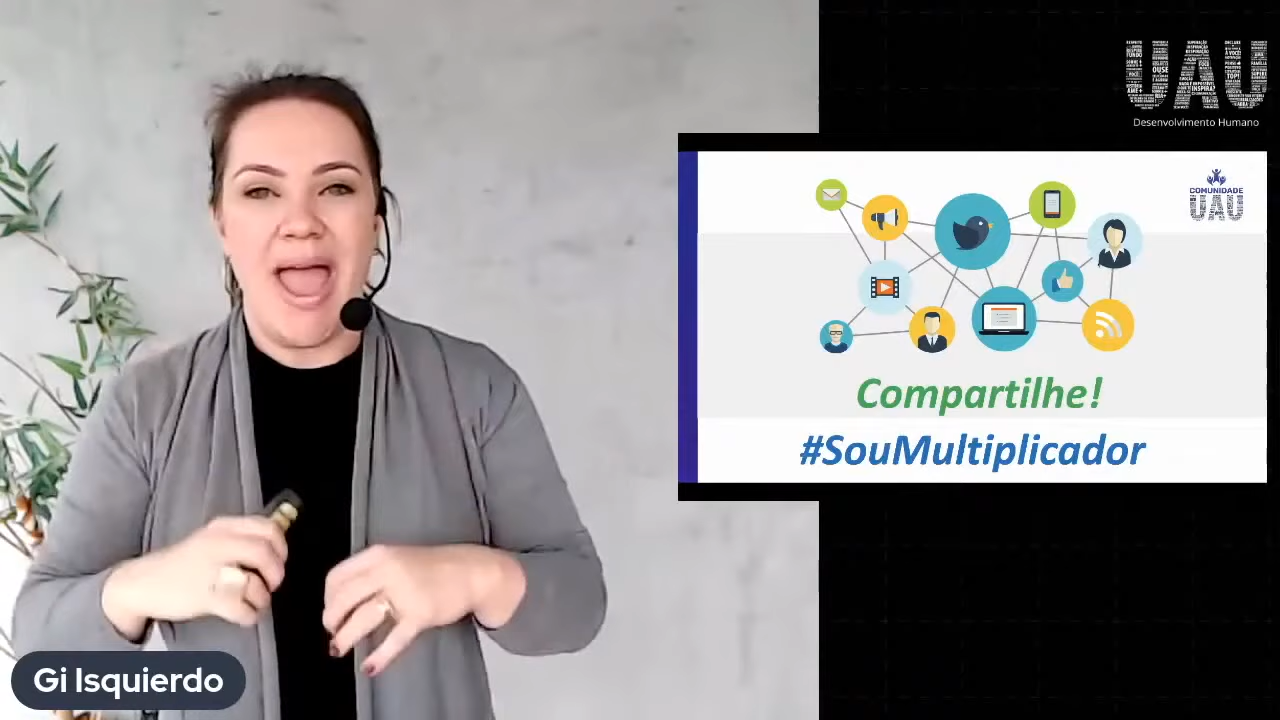 UAU
Desenvolvimento Humano
COMUNIDADE
UAU
Compartilhe!
#SouMultiplicador
Gi Isquierdo